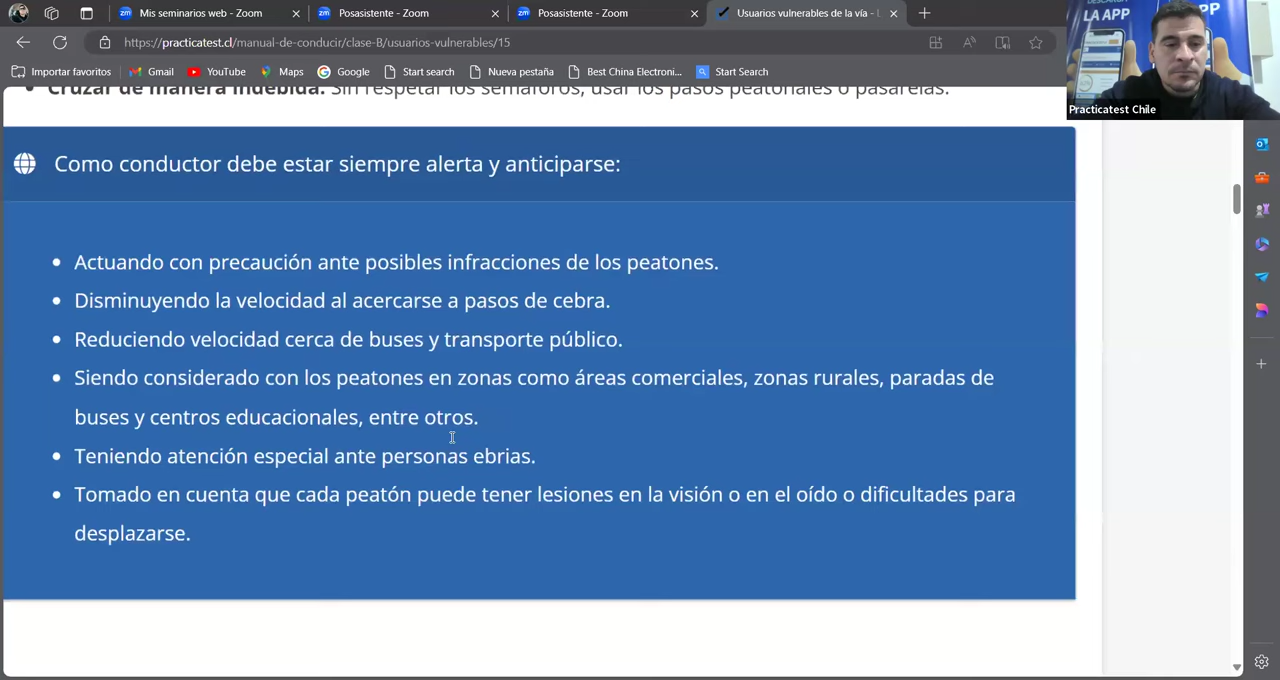 Mis seminarios web - Zoom
Posasistente - Zoom
Posasistente - Zoom
Usuarios vulnerables de la vía - L
https://practicatest.cl/manual-de-conducir/clase-B/usuarios-vulnerables/15
Importar favoritos
Gmail
YouTube
Maps
Google
Start search
Nueva pestaña
Best China Electroni...
Start Search
LA APP
PP
Practicatest Chile
Cruzar de manera indebida: Sin respetar los semáforos, usar los pasos peatonales o pasarelas.
Como conductor debe estar siempre alerta y anticiparse:
Actuando con precaución ante posibles infracciones de los peatones.
Disminuyendo la velocidad al acercarse a pasos de cebra.
Reduciendo velocidad cerca de buses y transporte público.
Siendo considerado con los peatones en zonas como áreas comerciales, zonas rurales, paradas de
buses y centros educacionales, entre otros.
Teniendo atención especial ante personas ebrias.
Tomado en cuenta que cada peatón puede tener lesiones en la visión o en el oído o dificultades para
desplazarse.